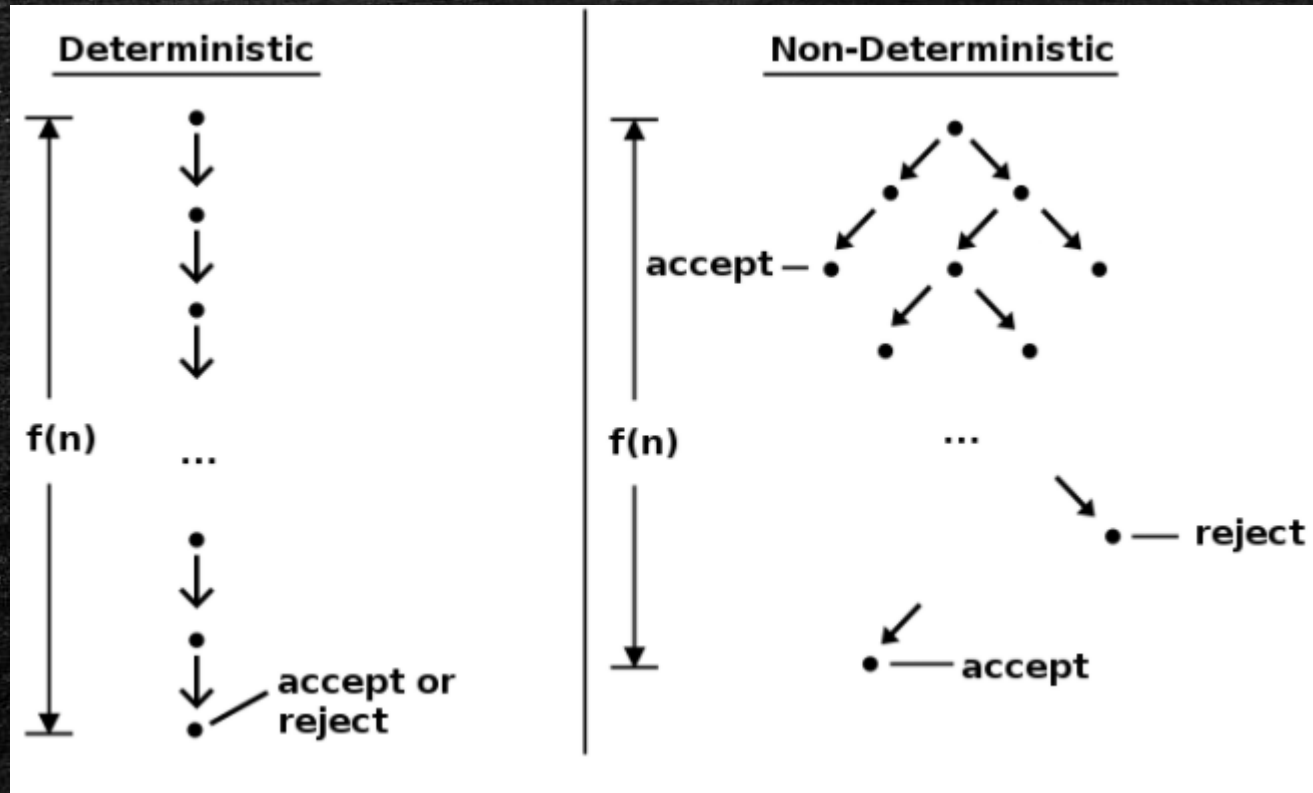 Deterministic
f(n)
...
accept or
reject
Non-Deterministic
accept
f(n)
...
reject
accept